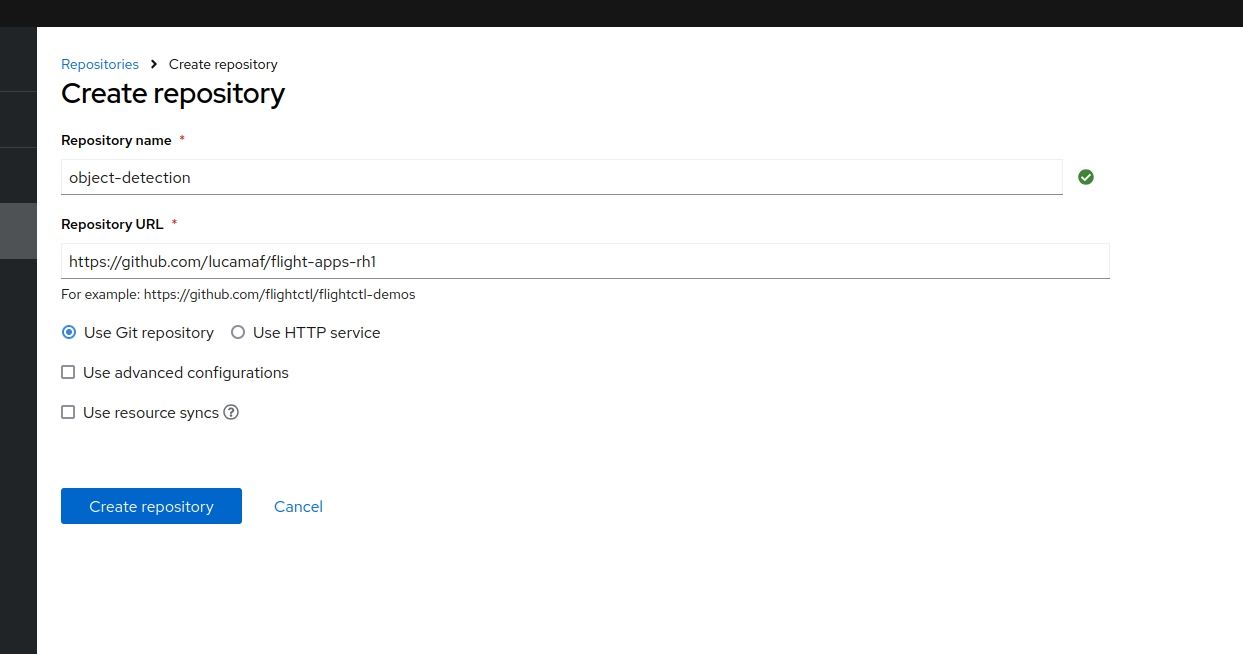 Repositories > Create repository
Create repository
Repository name *
object-detection
Repository URL *
https://github.com/lucamaf/flight-apps-rh1
For example: https://github.com/flightctl/flightctl-demos
Use Git repository Use HTTP service
Use advanced configurations
Use resource syncs
Create repository Cancel